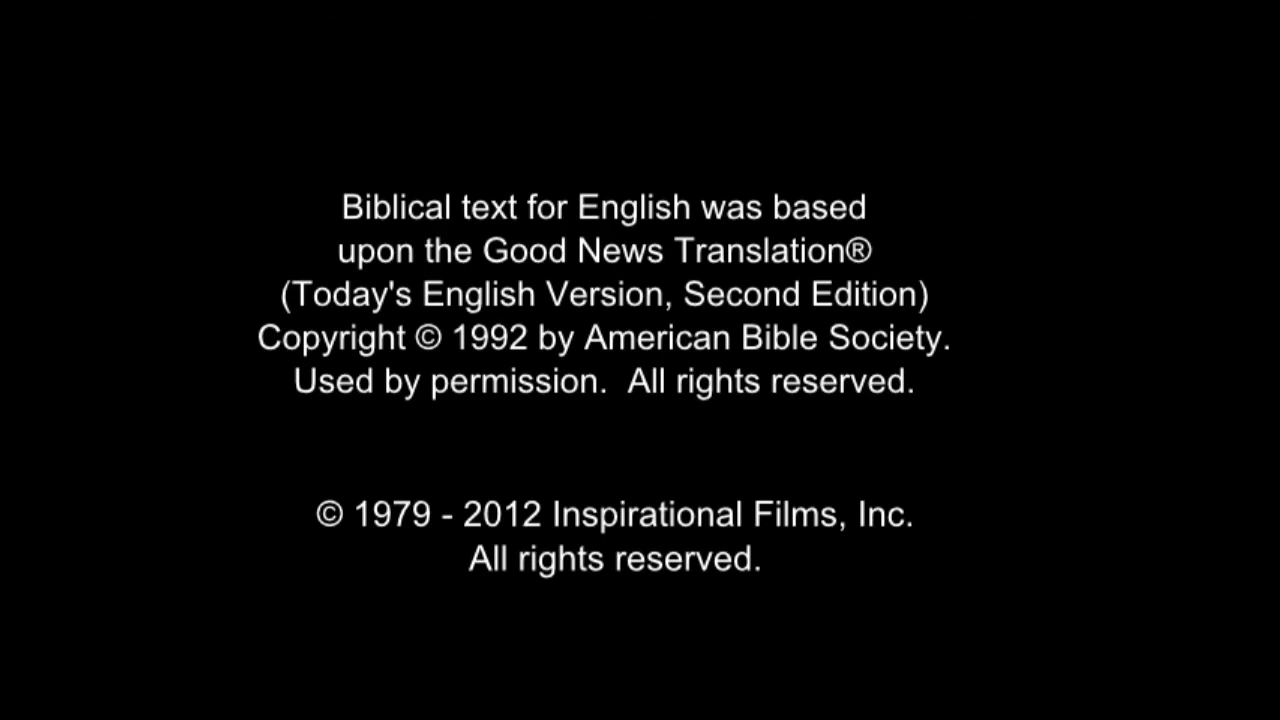 Biblical text for English was based
upon the Good News Translation®
(Today's English Version, Second Edition)
Copyright © 1992 by American Bible Society.
Used by permission.  All rights reserved.
© 1979 - 2012 Inspirational Films, Inc.
All rights reserved.